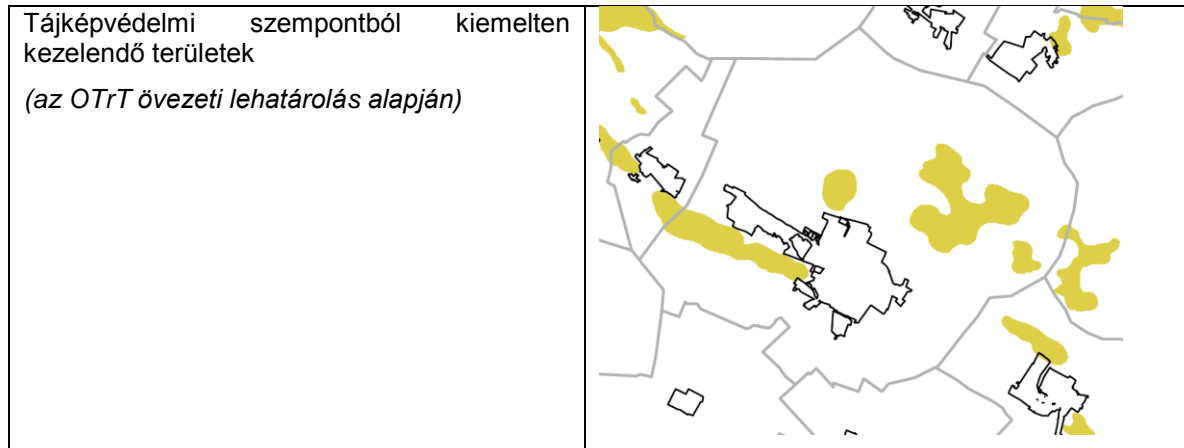 Tájképvédelmi szempontból kiemelten
kezelendő területek
(az OTrT övezeti lehatárolás alapján)